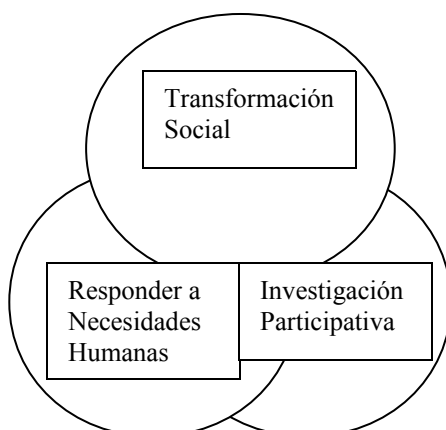 Transformación
Social
Responder a
Necesidades
Humanas
Investigación
Participativa